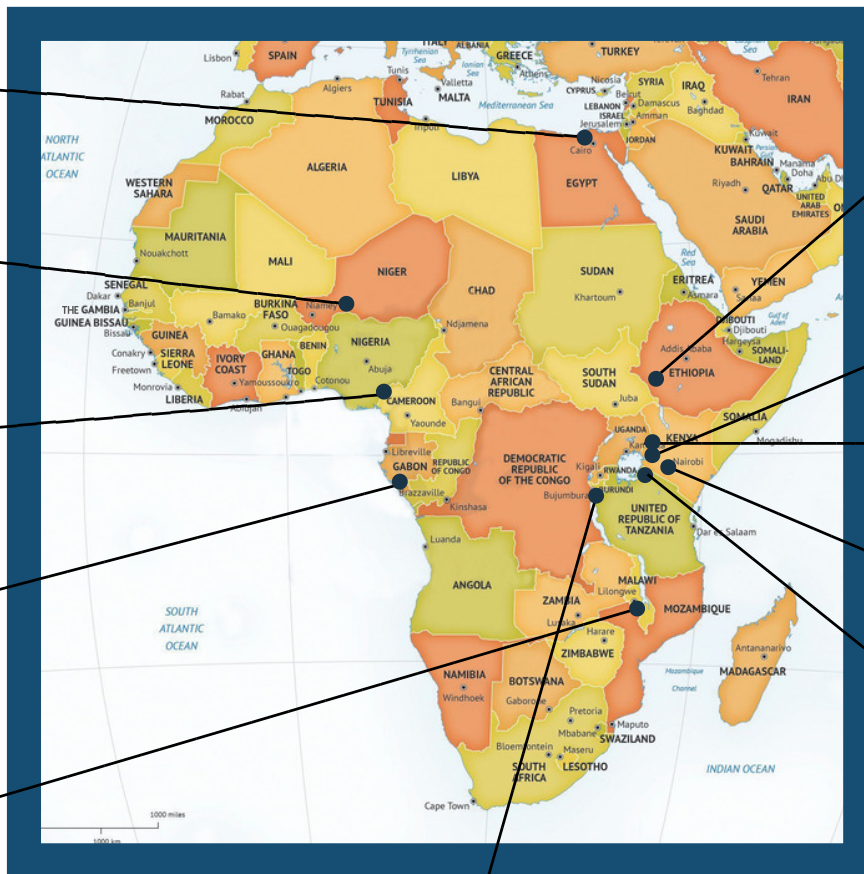 ITALY
ALBANIA
SPAIN
Lisbon
Tyrrhenian
Sea
Ionian
Sea
GREECE
Athens
TURKEY
Tunis
Valletta
MALTA
Nicosia
CYPRUS
SYRIA
Tehran
Algiers
Rabat
MOROCCO
TUNISIA
Tripoli
Mediterranean Sea
Beirut
LEBANON
Damascus
ISRAEL
Amman
Jerusalem
IRAQ
Baghdad
IRAN
JORDAN
Cairo
Kuwait
KUWAIT
Persian
Gulf
BAHRAIN
Manama
Doha
Abu D
QATAR
Riyadh
UNITED
ARAB
EMIRATES
NORTH
ATLANTIC
OCEAN
ALGERIA
LIBYA
EGYPT
WESTERN
SAHARA
SAUDI
ARABIA
Red
Sea
MAURITANIA
Nouakchott
MALI
NIGER
CHAD
SUDAN
Khartoum
ERITREA
Asmara
YEMEN
Sanaa
Gulf of
Aden
SENEGAL
Dakar
THE GAMBIA
Banjul
GUINEA BISSAU
Bissau
Bamako
BURKINA
FASO
Niamey
Ouagadougou
Ndjamena
DJIBOUTI
Djibouti
Hargeysa
SOMALI-
LAND
GUINEA
Conakry
SIERRA
LEONE
Freetown
Monrovia
LIBERIA
IVORY
COAST
Yamoussoukro
Abidjan
GHANA
TOGO
BENIN
Cotonou
NIGERIA
Abuja
CAMEROON
Yaounde
CENTRAL
AFRICAN
REPUBLIC
Bangui
SOUTH
SUDAN
Juba
Addis Ababa
ETHIOPIA
SOMALIA
Mogadishu
UGANDA
KENYA
Nairobi
Libreville
GABON
REPUBLIC
OF CONGO
Brazzaville
Kinshasa
DEMOCRATIC
REPUBLIC
OF THE CONGO
Kigali
RWANDA
BURUNDI
Bujumbura
UNITED
REPUBLIC OF
TANZANIA
Dar es Salaam
Luanda
ANGOLA
ZAMBIA
Lusaka
MALAWI
Lilongwe
MOZAMBIQUE
SOUTH
ATLANTIC
OCEAN
Harare
ZIMBABWE
NAMIBIA
Windhoek
BOTSWANA
Gaborone
Antananarivo
MADAGASCAR
Mozambique
Channel
Pretoria
Maputo
Mbabane
SWAZILAND
Bloemfontein
Maseru
SOUTH
AFRICA
LESOTHO
Cape Town
INDIAN OCEAN
1000 miles
1000 km